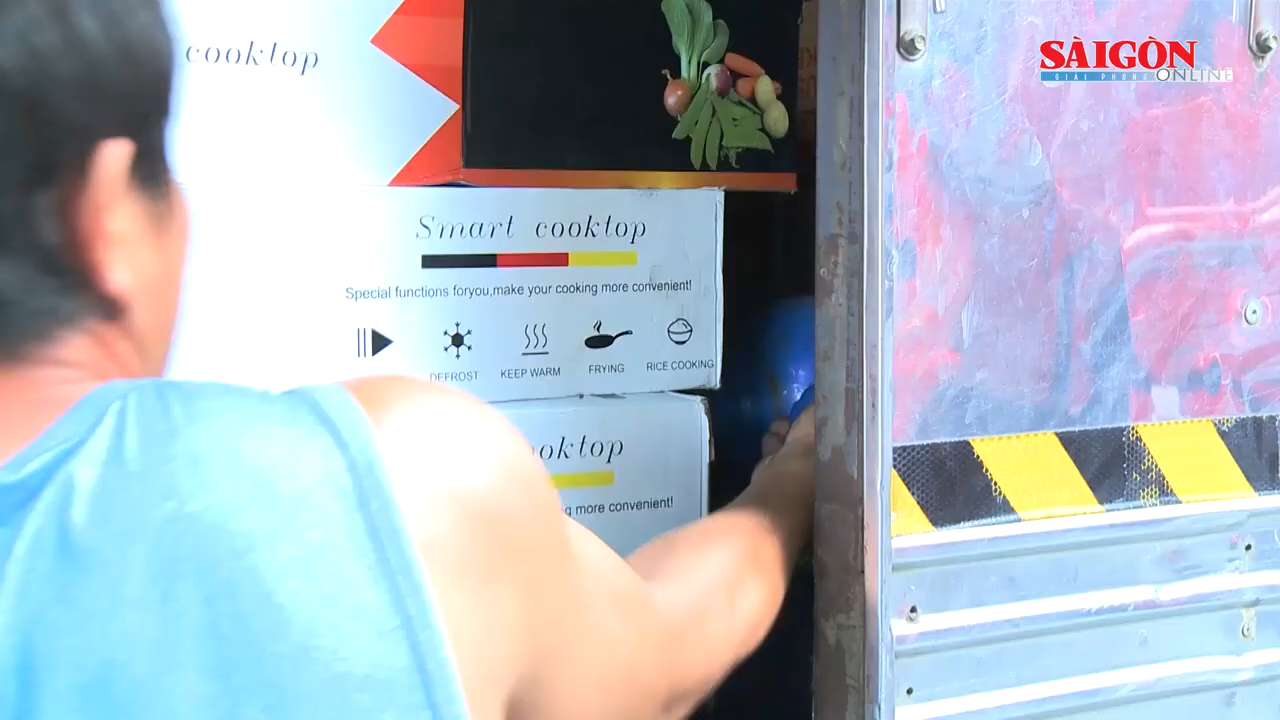 cooktop
SÀIGÒN
GIẢI PHÓNG ONLINE
Smart cooktop
Special functions foryou,make your cooking more convenient!
DEFROST KEEP WARM FRYING RICE COOKING
more convenient!